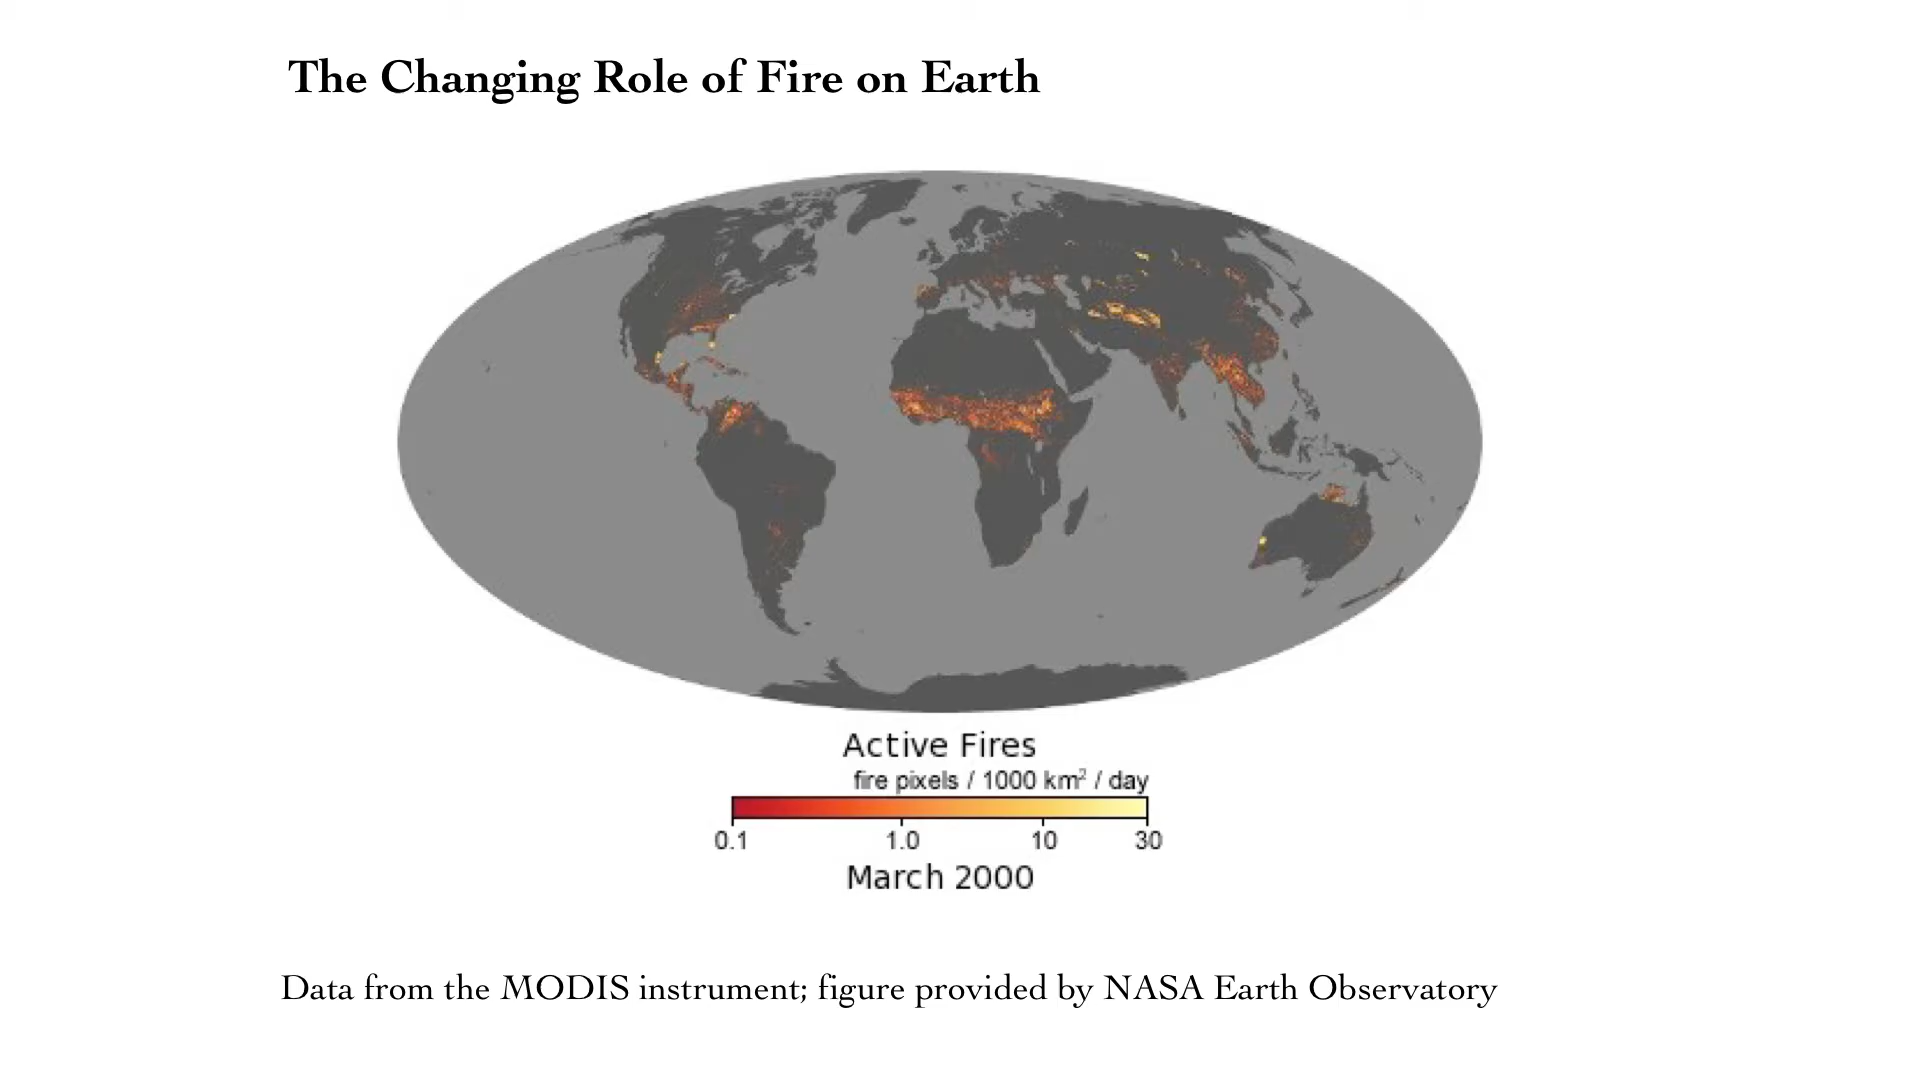 The Changing Role of Fire on Earth
Active Fires
fire pixels / 1000 km² / day
0.1 1.0 10 30
March 2000
Data from the MODIS instrument; figure provided by NASA Earth Observatory